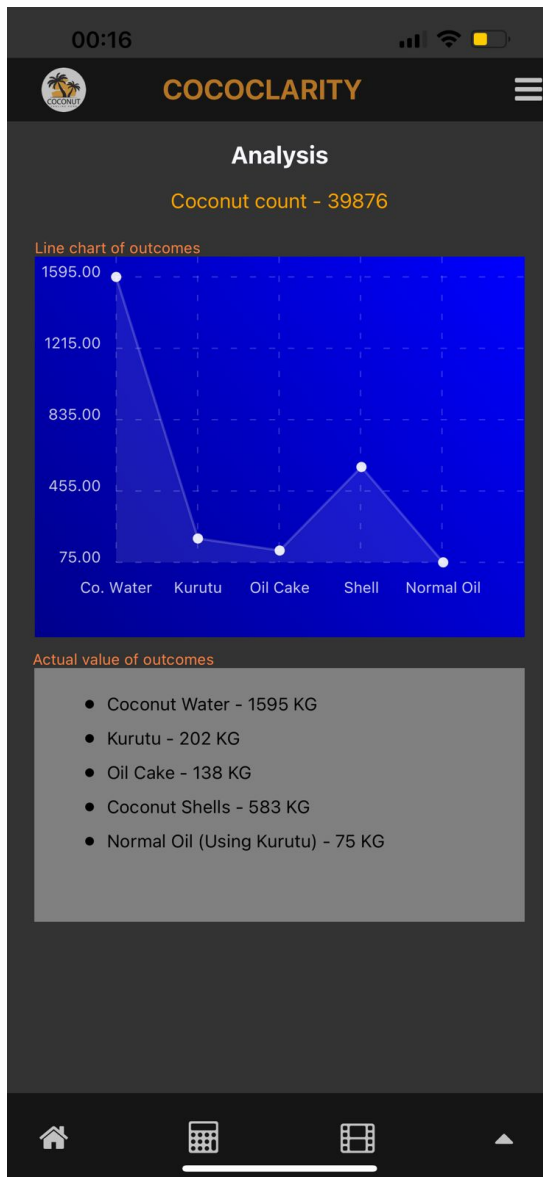 00:16
COCONUT
COCOCLARITY
Analysis
Coconut count - 39876
Line chart of outcomes
1595.00
1215.00
835.00
455.00
75.00
Co. Water Kurutu Oil Cake Shell Normal Oil
Actual value of outcomes
• Coconut Water - 1595 KG
• Kurutu - 202 KG
• Oil Cake - 138 KG
• Coconut Shells - 583 KG
• Normal Oil (Using Kurutu) - 75 KG